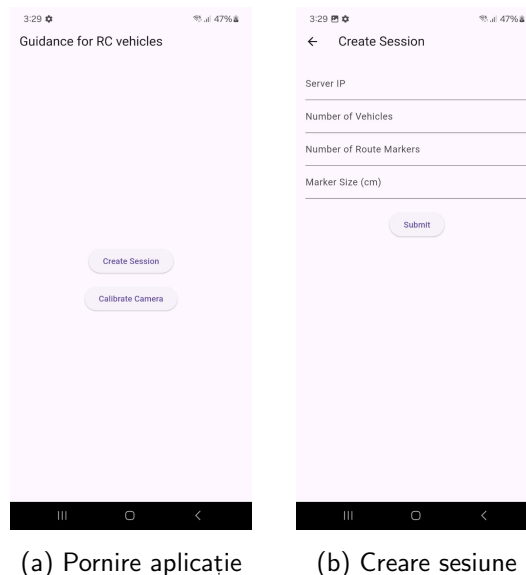 3:29 47%
Guidance for RC vehicles
Create Session
Calibrate Camera
(a) Pornire aplicație
3:29 47%
Create Session
Server IP
Number of Vehicles
Number of Route Markers
Marker Size (cm)
Submit
(b) Creare sesiune